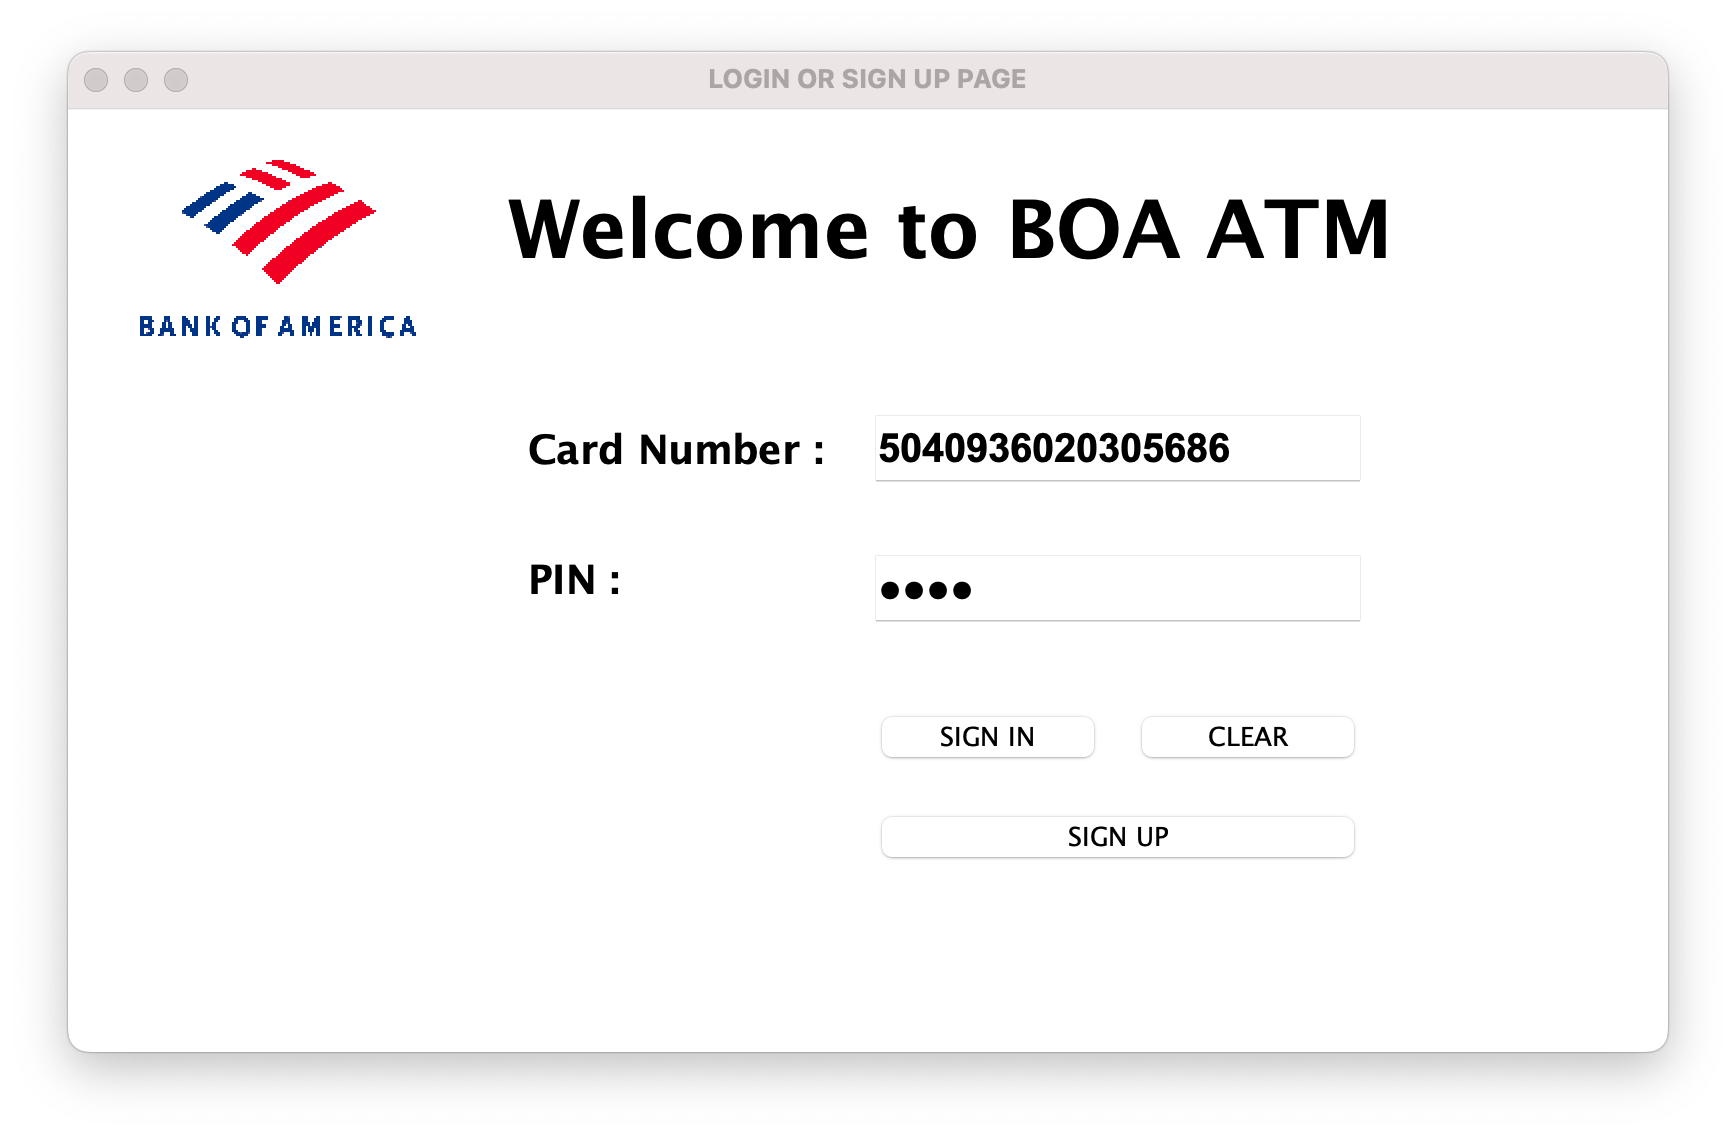 LOGIN OR SIGN UP PAGE
Welcome to BOA ATM
BANK OF AMERICA
Card Number : 5040936020305686
PIN : ●●●●
SIGN IN CLEAR
SIGN UP